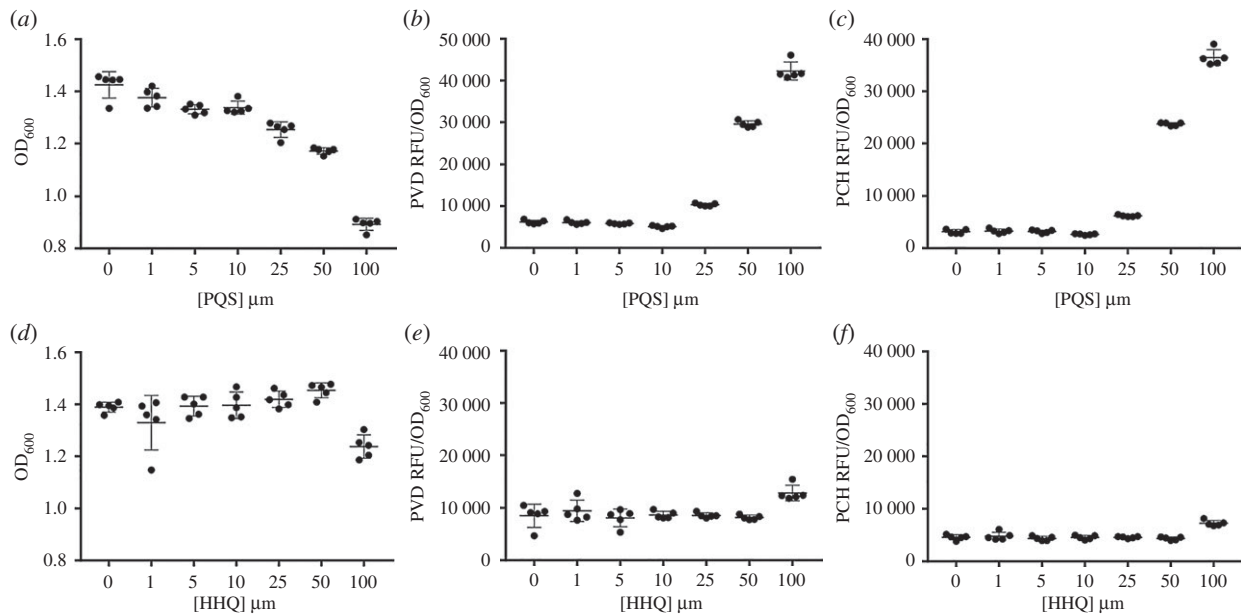 (a)
1.6
1.4
1.2
1.0
0.8
OD600
0 1 5 10 25 50 100
[PQS] µm
(b)
50 000
40 000
30 000
20 000
10 000
0
PVD RFU/OD600
0 1 5 10 25 50 100
[PQS] µm
(c)
40 000
30 000
20 000
10 000
0
PCH RFU/OD600
0 1 5 10 25 50 100
[PQS] µm
(d)
1.6
1.4
1.2
1.0
0.8
OD600
0 1 5 10 25 50 100
[HHQ] µm
(e)
40 000
30 000
20 000
10 000
0
PVD RFU/OD600
0 1 5 10 25 50 100
[HHQ] µm
(f)
40 000
30 000
20 000
10 000
0
PCH RFU/OD600
0 1 5 10 25 50 100
[HHQ] µm